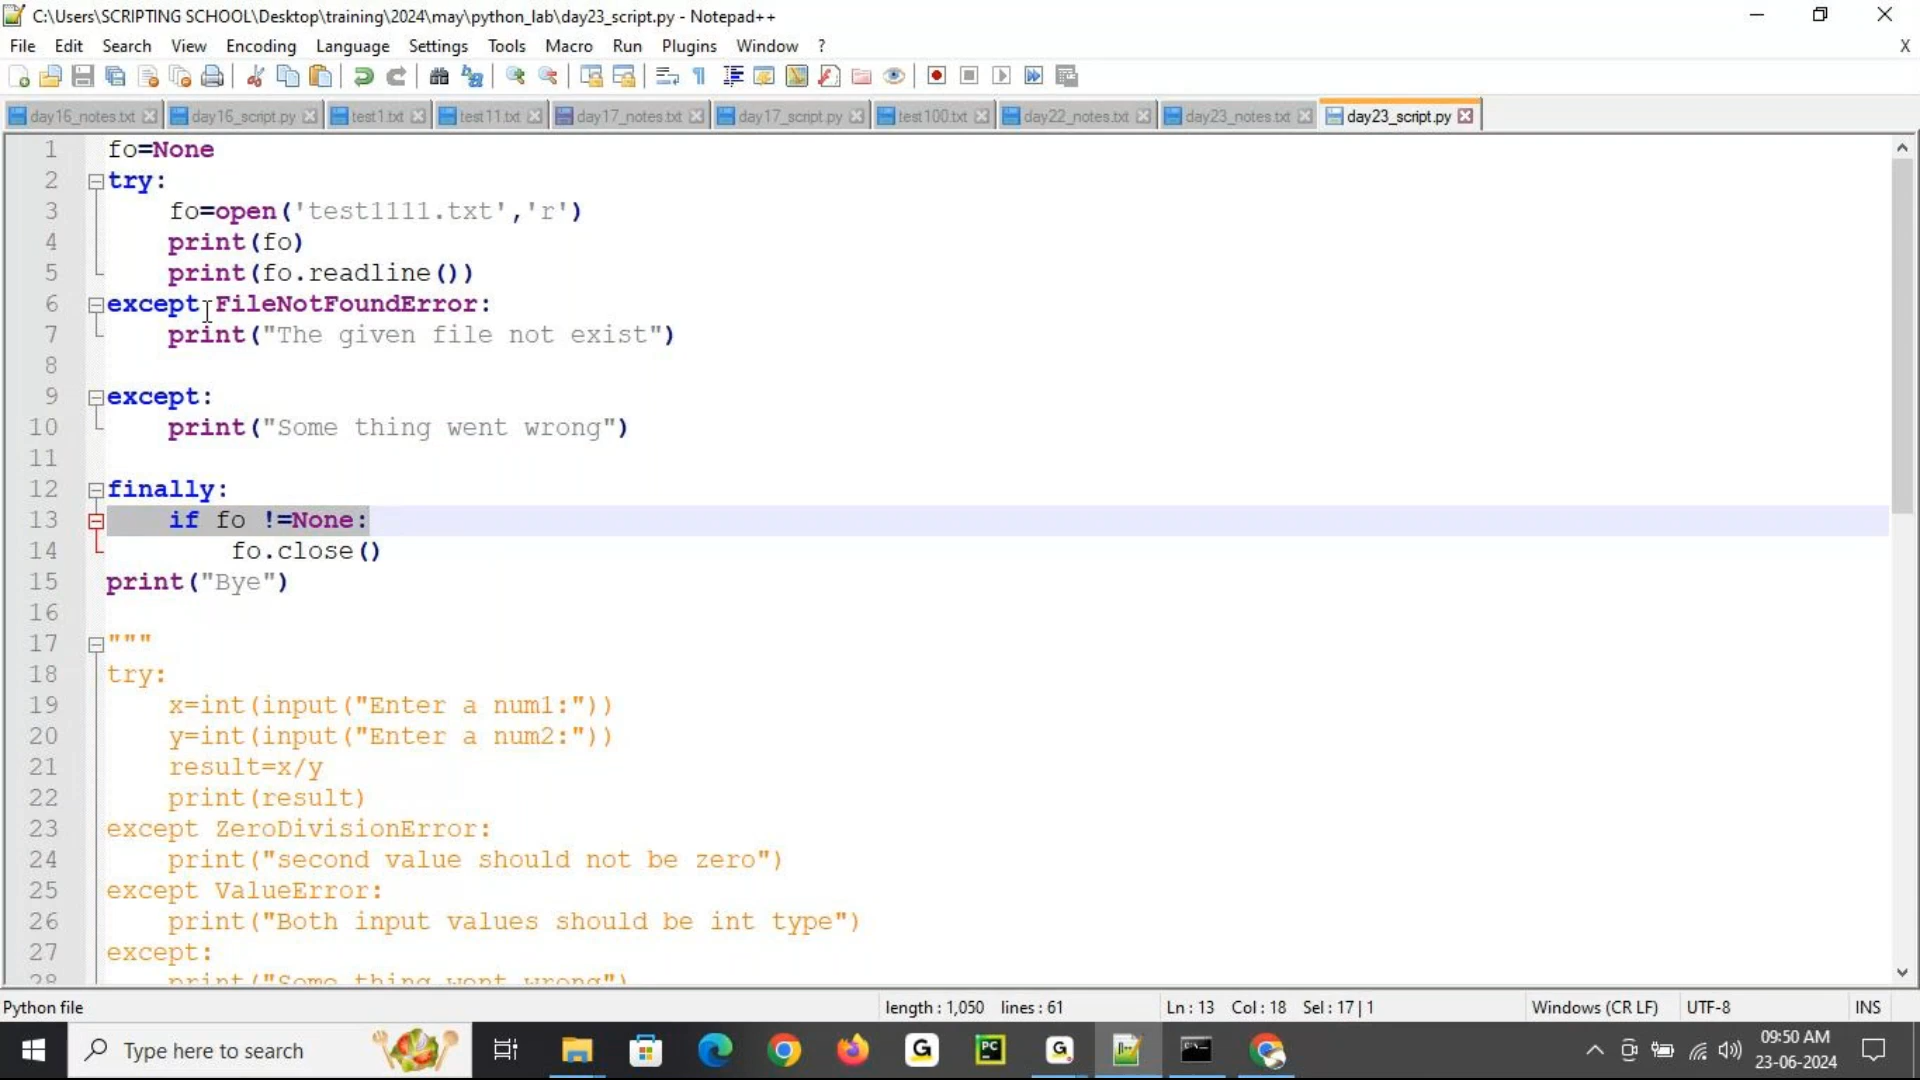 C:\Users\SCRIPTING SCHOOL\Desktop\training\2024\may\python_lab\day23_script.py - Notepad++
File Edit Search View Encoding Language Settings Tools Macro Run Plugins Window ? X
day16_notes.txt day16_script.py test1.txt test11.txt day17_notes.txt day17_script.py test100.txt day22_notes.txt day23_notes.txt day23_script.py
1 fo=None
2 try:
3     fo=open('test1111.txt','r')
4     print(fo)
5     print(fo.readline())
6 except FileNotFoundError:
7     print("The given file not exist")
8
9 except:
10     print("Some thing went wrong")
11
12 finally:
13     if fo !=None:
14         fo.close()
15 print("Bye")
16
17 """
18 try:
19     x=int(input("Enter a num1:"))
20     y=int(input("Enter a num2:"))
21     result=x/y
22     print(result)
23 except ZeroDivisionError:
24     print("second value should not be zero")
25 except ValueError:
26     print("Both input values should be int type")
27 except:
28     print("Some thing went wrong")
Python file length : 1,050 lines : 61 Ln : 13 Col : 18 Sel : 17 | 1 Windows (CR LF) UTF-8 INS
Type here to search
09:50 AM
23-06-2024